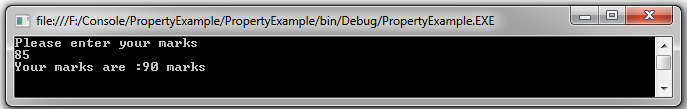 file:///F:/Console/PropertyExample/PropertyExample/bin/Debug/PropertyExample.EXE
Please enter your marks
85
Your marks are :90 marks